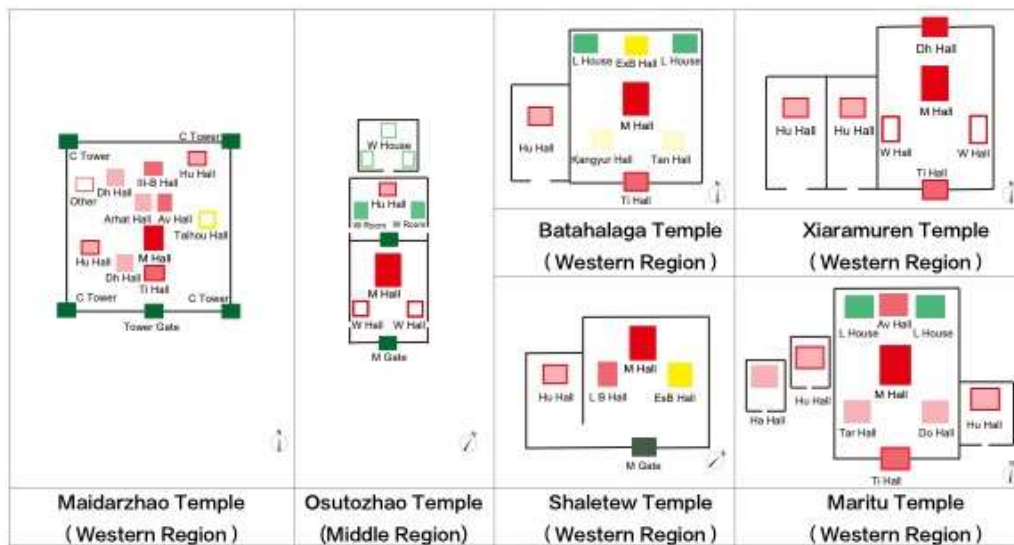 C Tower
C Tower
Hu Hall
Dh Hall
Ili-B Hall
Other
Arhat Hall
Av Hall
Taihou Hall
M Hall
Hu Hall
Dh Hall
Ti Hall
C Tower
C Tower
Tower Gate
Maidarzhao Temple
( Western Region )
W House
Hu Hall
W Room
W Room
M Hall
W Hall
W Hall
M Gate
Osutozhao Temple
(Middle Region)
L House
ExB Hall
L House
M Hall
Hu Hall
Kangyur Hall
Tan Hall
Ti Hall
Batahalaga Temple
( Western Region )
Dh Hall
M Hall
Hu Hall
Hu Hall
W Hall
W Hall
Ti Hall
Xiaramuren Temple
( Western Region )
M Hall
Hu Hall
L B Hall
ExB Hall
M Gate
Shaletew Temple
( Western Region )
L House
Av Hall
L House
Hu Hall
M Hall
Ha Hall
Tar Hall
Do Hall
Hu Hall
Ti Hall
Maritu Temple
( Western Region )